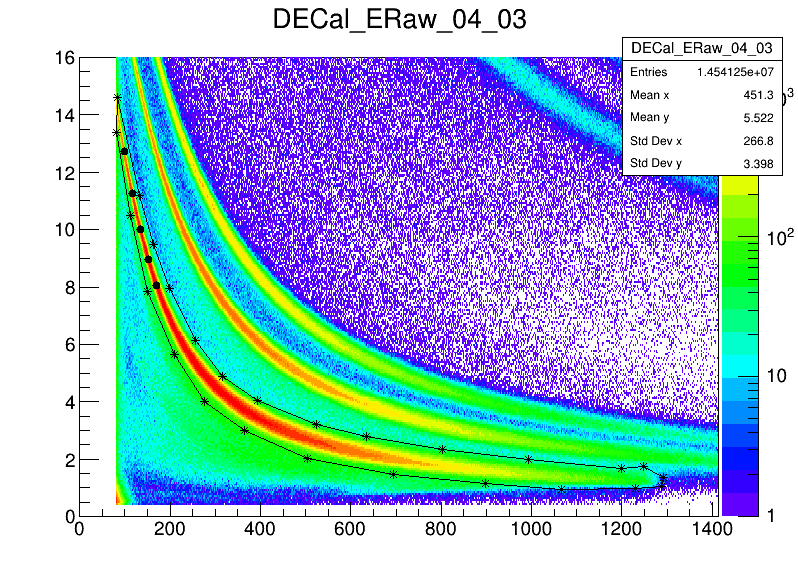 DECal_ERaw_04_03
DECal_ERaw_04_03
Entries 1.454125e+07
Mean x 451.3
Mean y 5.522
Std Dev x 266.8
Std Dev y 3.398
16
14
12
10
8
6
4
2
0
0 200 400 600 800 1000 1200 1400
10²
10
1